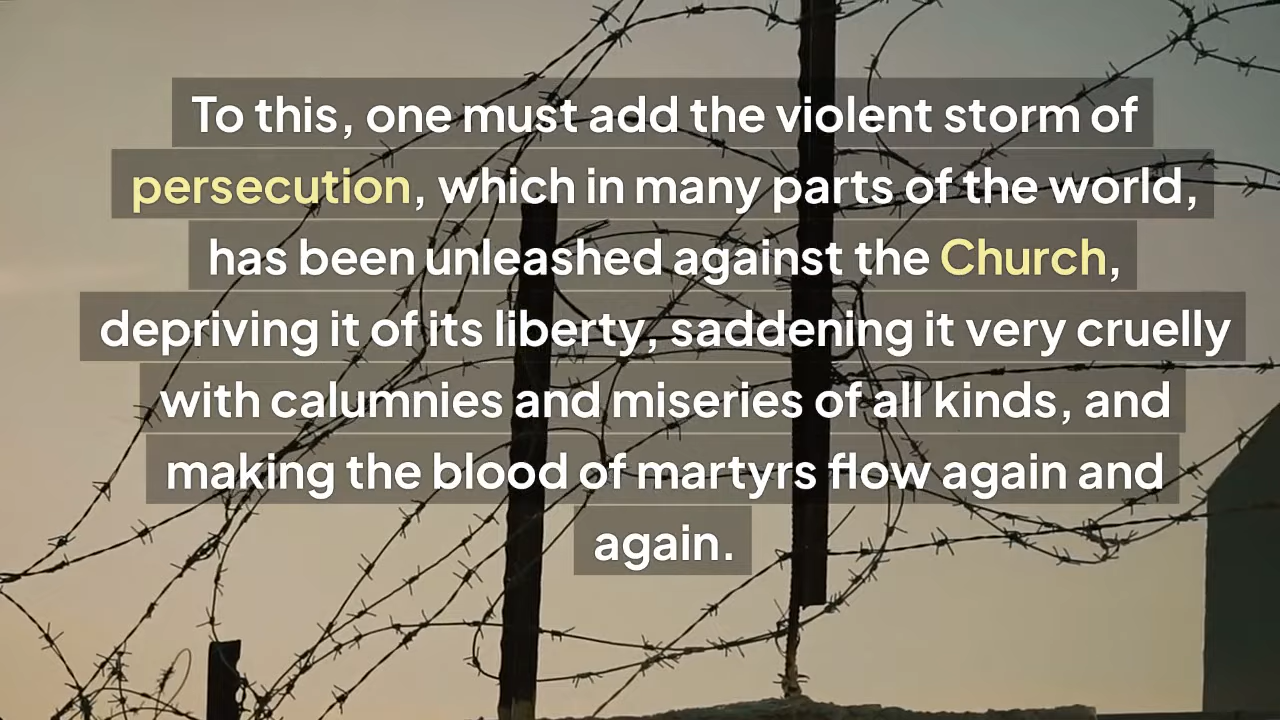 To this, one must add the violent storm of
persecution, which in many parts of the world,
has been unleashed against the Church,
depriving it of its liberty, saddening it very cruelly
with calumnies and miseries of all kinds, and
making the blood of martyrs flow again and
again.